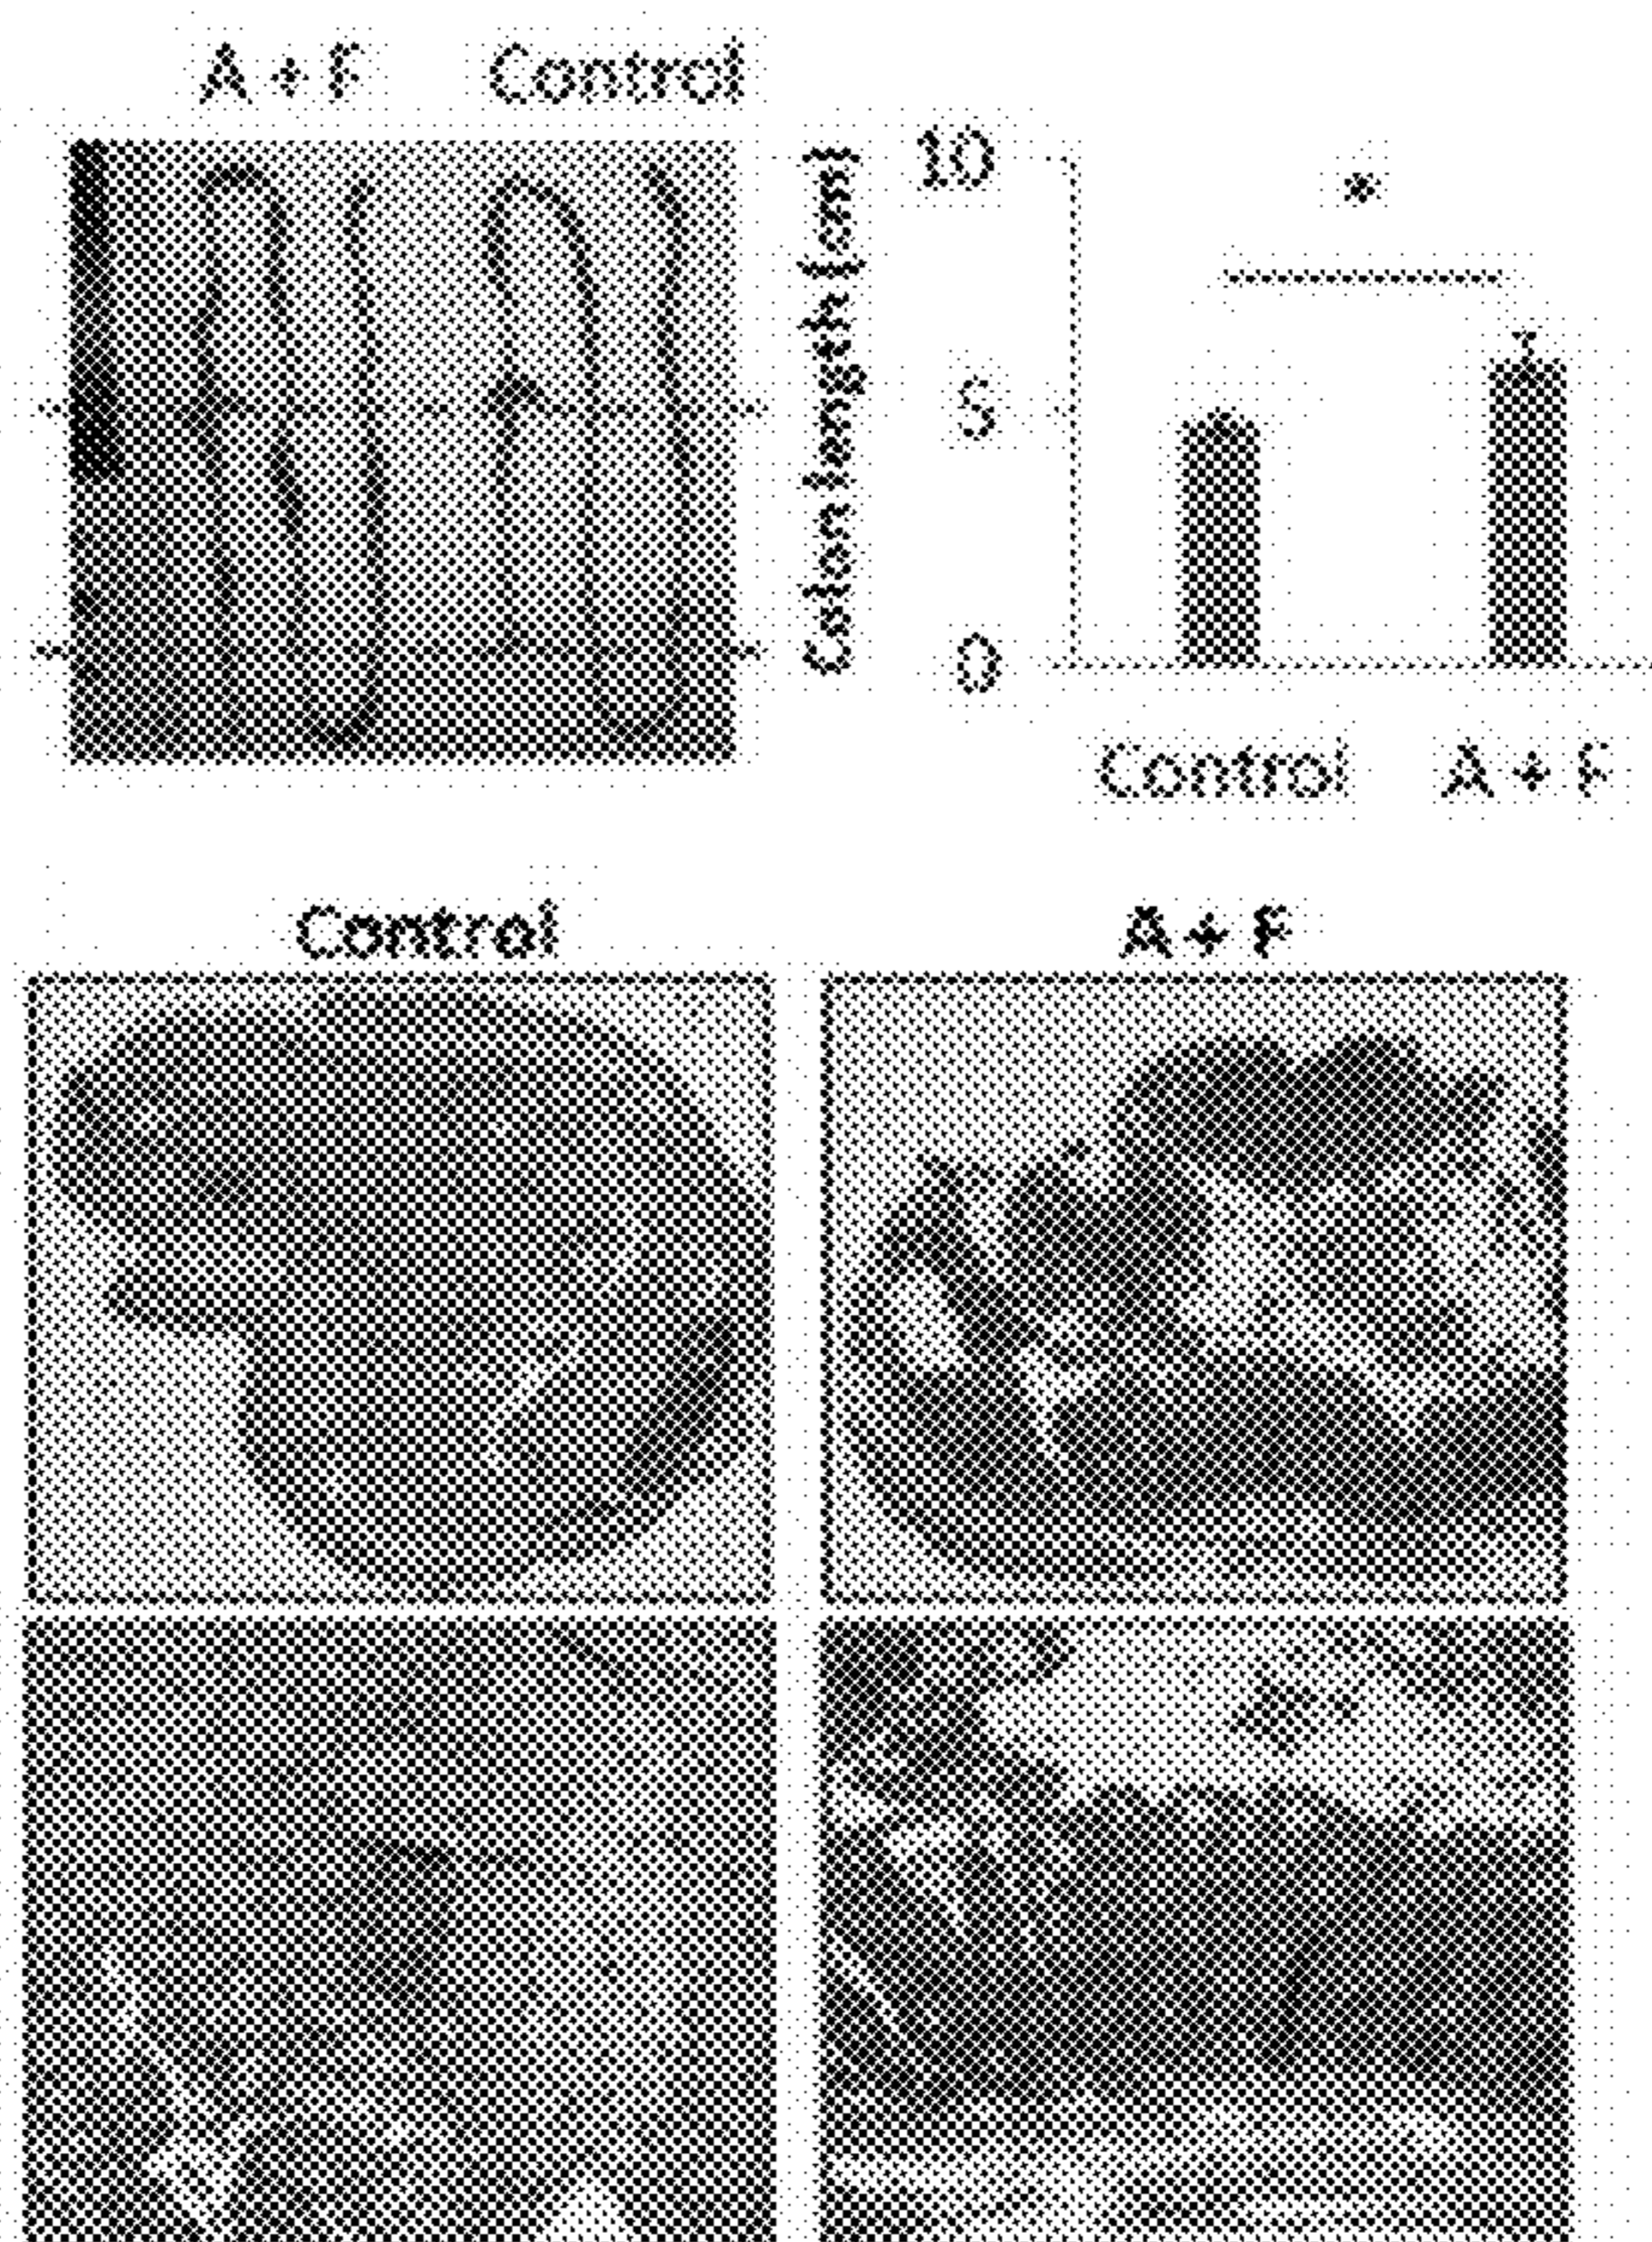 A + F Control
Colon length (cm)
10
*
5
0
Control A + F
Control A + F